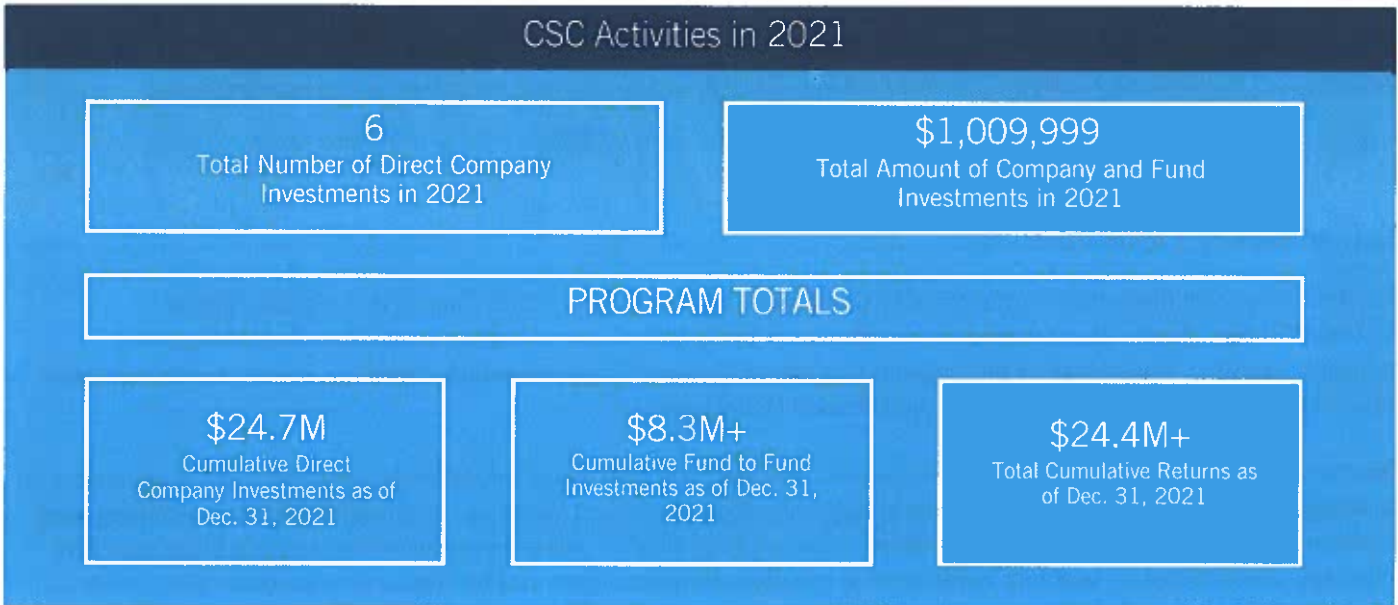 CSC Activities in 2021
6
Total Number of Direct Company
Investments in 2021
$1,009,999
Total Amount of Company and Fund
Investments in 2021
PROGRAM TOTALS
$24.7M
Cumulative Direct
Company Investments as of
Dec. 31, 2021
$8.3M+
Cumulative Fund to Fund
Investments as of Dec. 31,
2021
$24.4M+
Total Cumulative Returns as
of Dec. 31, 2021